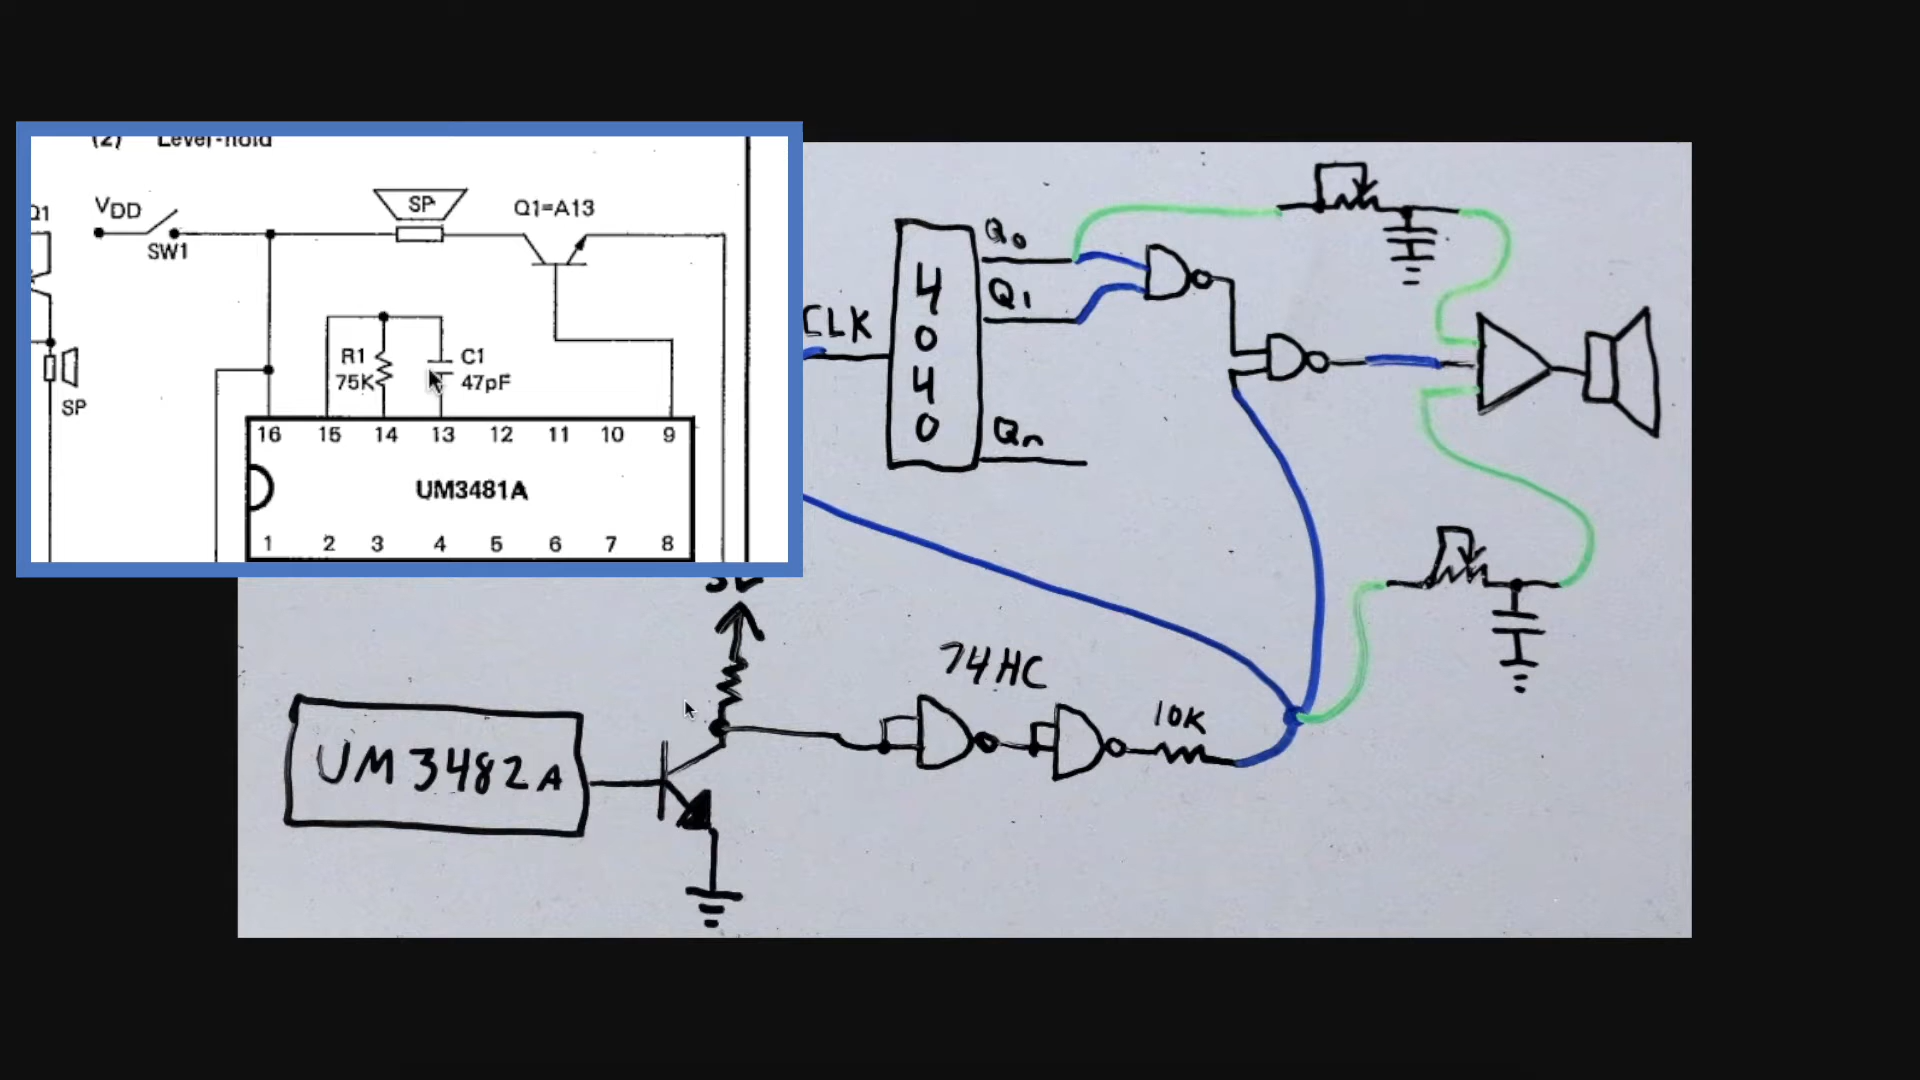 (2) Level-hold
VDD
SW1
SP
Q1=A13
Q1
R1
75K
C1
47pF
SP
16 15 14 13 12 11 10 9
UM3481A
1 2 3 4 5 6 7 8
CLK
4040
Q0
Q1
Qn
74HC
10K
UM3482A